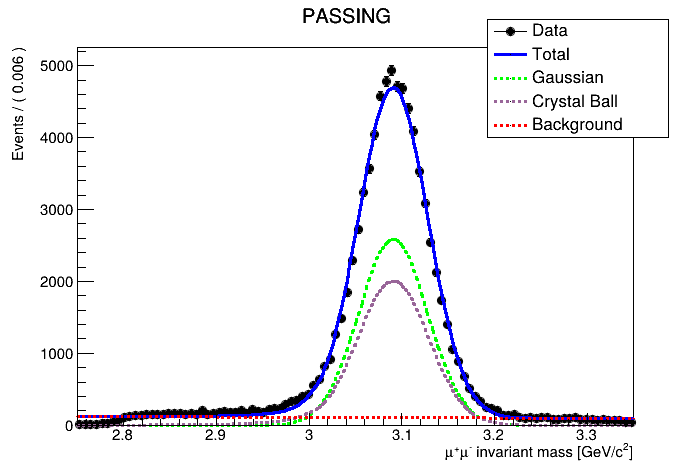 PASSING
Data
Total
Gaussian
Crystal Ball
Background
Events / ( 0.006 )
5000
4000
3000
2000
1000
0
2.8 2.9 3 3.1 3.2 3.3
μ⁺μ⁻ invariant mass [GeV/c²]